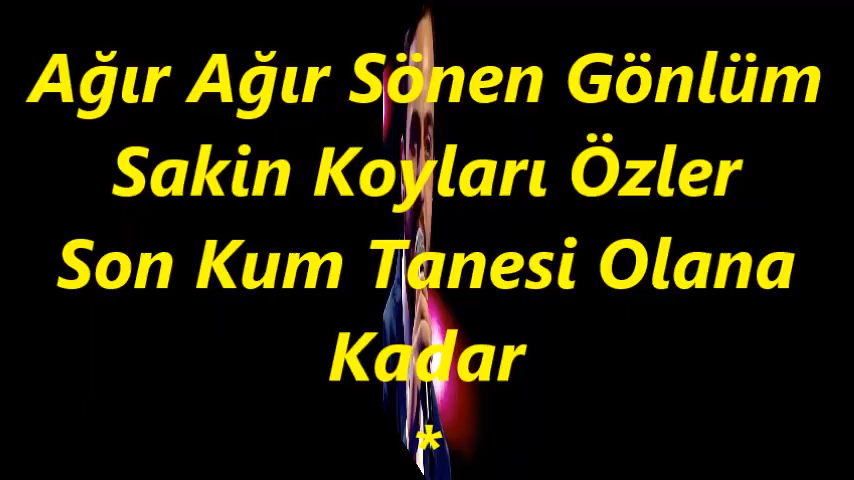 Ağır Ağır Sönen Gönlüm
Sakin Koyları Özler
Son Kum Tanesi Olana
Kadar
*